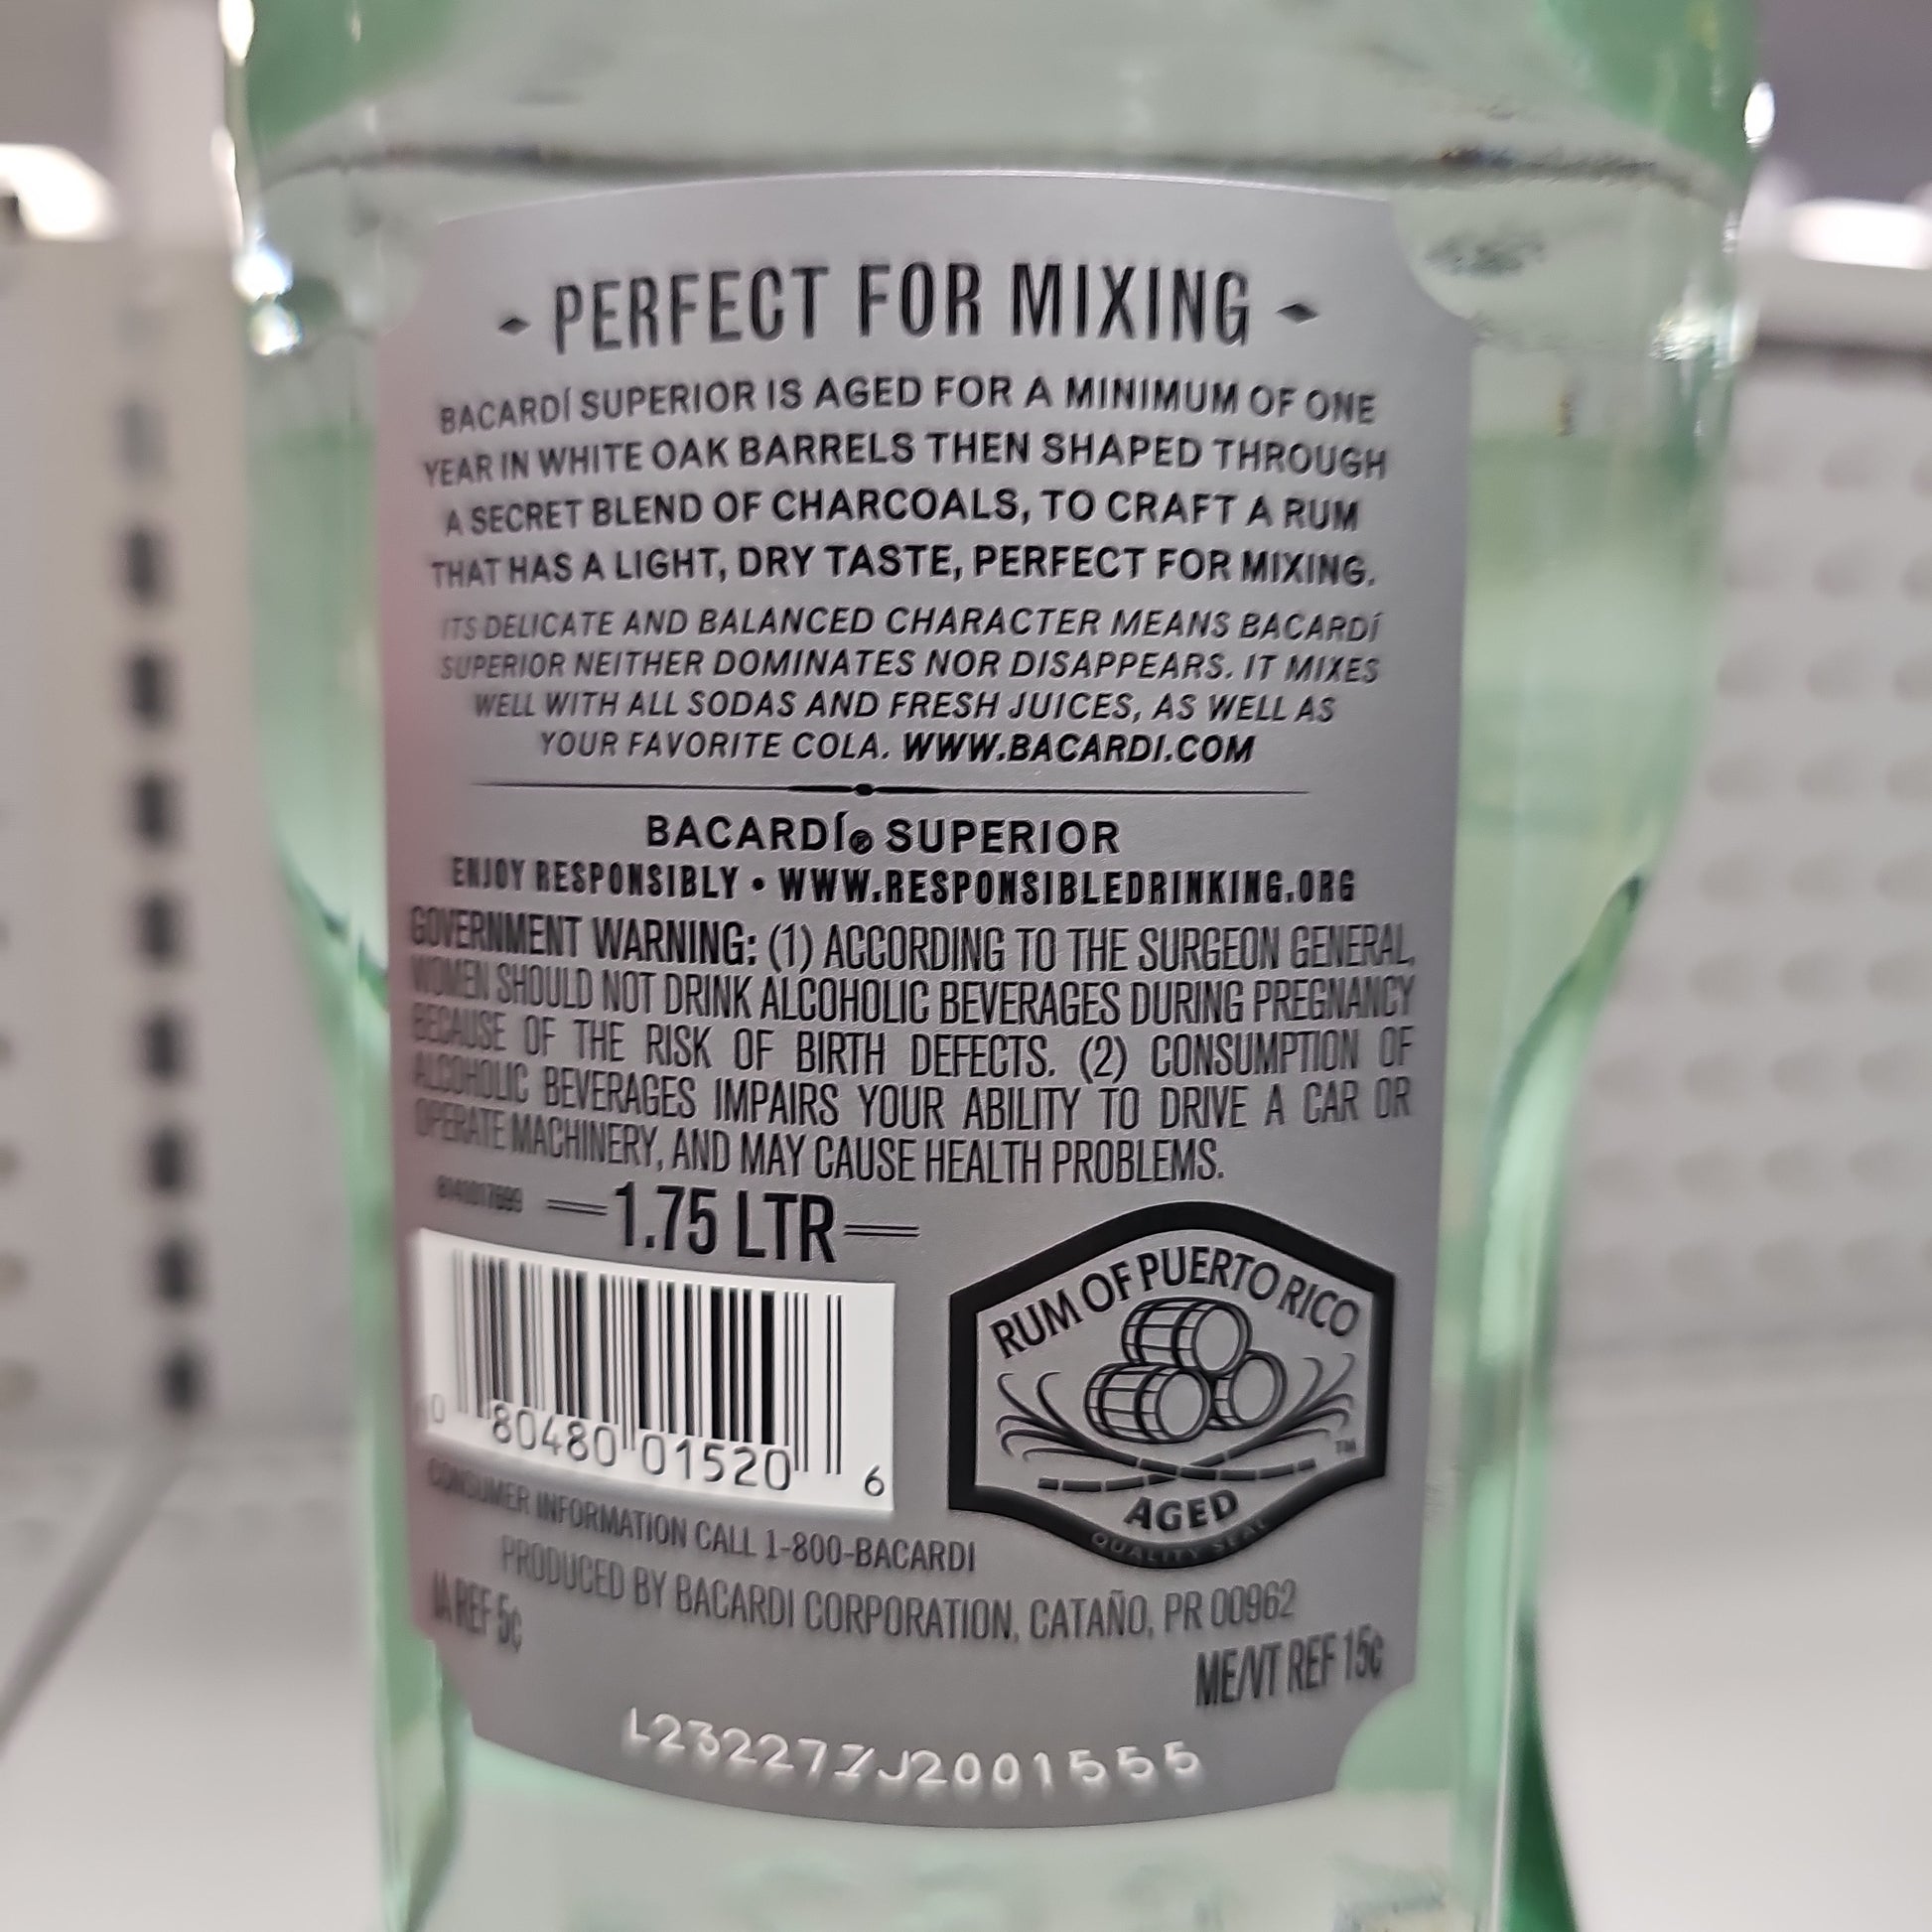 PERFECT FOR MIXING
BACARDÍ SUPERIOR IS AGED FOR A MINIMUM OF ONE
YEAR IN WHITE OAK BARRELS THEN SHAPED THROUGH
A SECRET BLEND OF CHARCOALS, TO CRAFT A RUM
THAT HAS A LIGHT, DRY TASTE, PERFECT FOR MIXING.
ITS DELICATE AND BALANCED CHARACTER MEANS BACARDÍ
SUPERIOR NEITHER DOMINATES NOR DISAPPEARS. IT MIXES
WELL WITH ALL SODAS AND FRESH JUICES, AS WELL AS
YOUR FAVORITE COLA. WWW.BACARDI.COM
BACARDÍ® SUPERIOR
ENJOY RESPONSIBLY • WWW.RESPONSIBLEDRINKING.ORG
GOVERNMENT WARNING: (1) ACCORDING TO THE SURGEON GENERAL,
WOMEN SHOULD NOT DRINK ALCOHOLIC BEVERAGES DURING PREGNANCY
BECAUSE OF THE RISK OF BIRTH DEFECTS. (2) CONSUMPTION OF
ALCOHOLIC BEVERAGES IMPAIRS YOUR ABILITY TO DRIVE A CAR OR
OPERATE MACHINERY, AND MAY CAUSE HEALTH PROBLEMS.
1.75 LTR
RUM OF PUERTO RICO
TM
AGED
QUALITY SEAL
0 80480 01520 6
CONSUMER INFORMATION CALL 1-800-BACARDI
PRODUCED BY BACARDI CORPORATION, CATAÑO, PR 00962
IA REF 5¢
ME/VT REF 15¢
L23227ZJ2001555